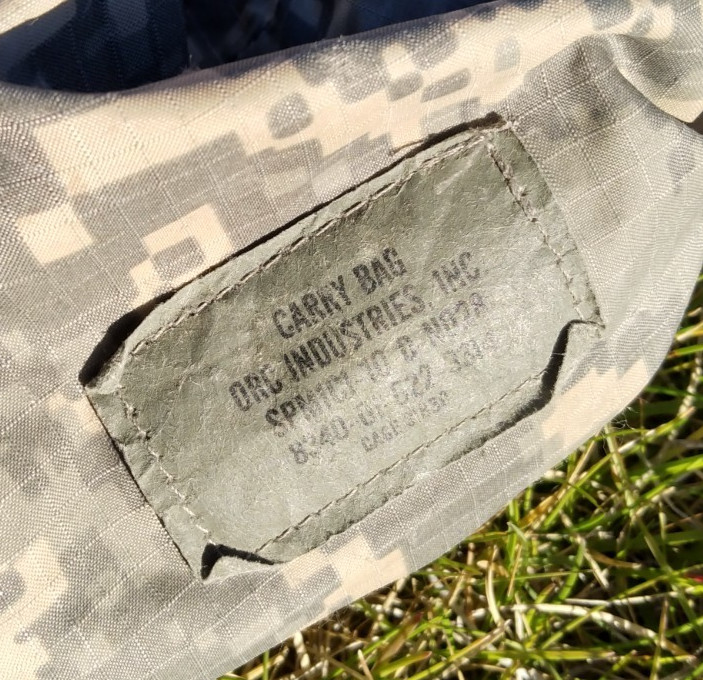 CARRY BAG
ORC INDUSTRIES, INC
SPM1C1-10-D-N028
8340-01-522-
CAGE